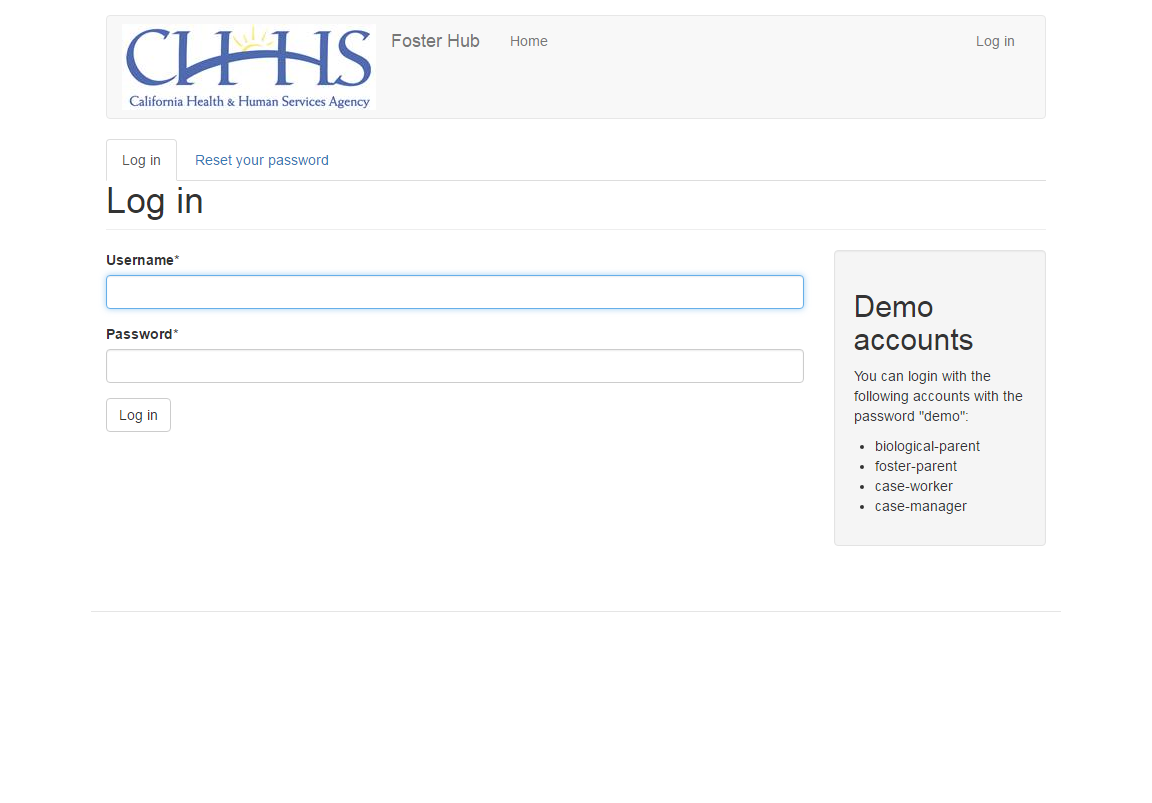 CHHS
California Health & Human Services Agency
Foster Hub
Home
Log in
Log in
Reset your password
Log in
Username*
Password*
Log in
Demo
accounts
You can login with the
following accounts with the
password "demo":
biological-parent
foster-parent
case-worker
case-manager